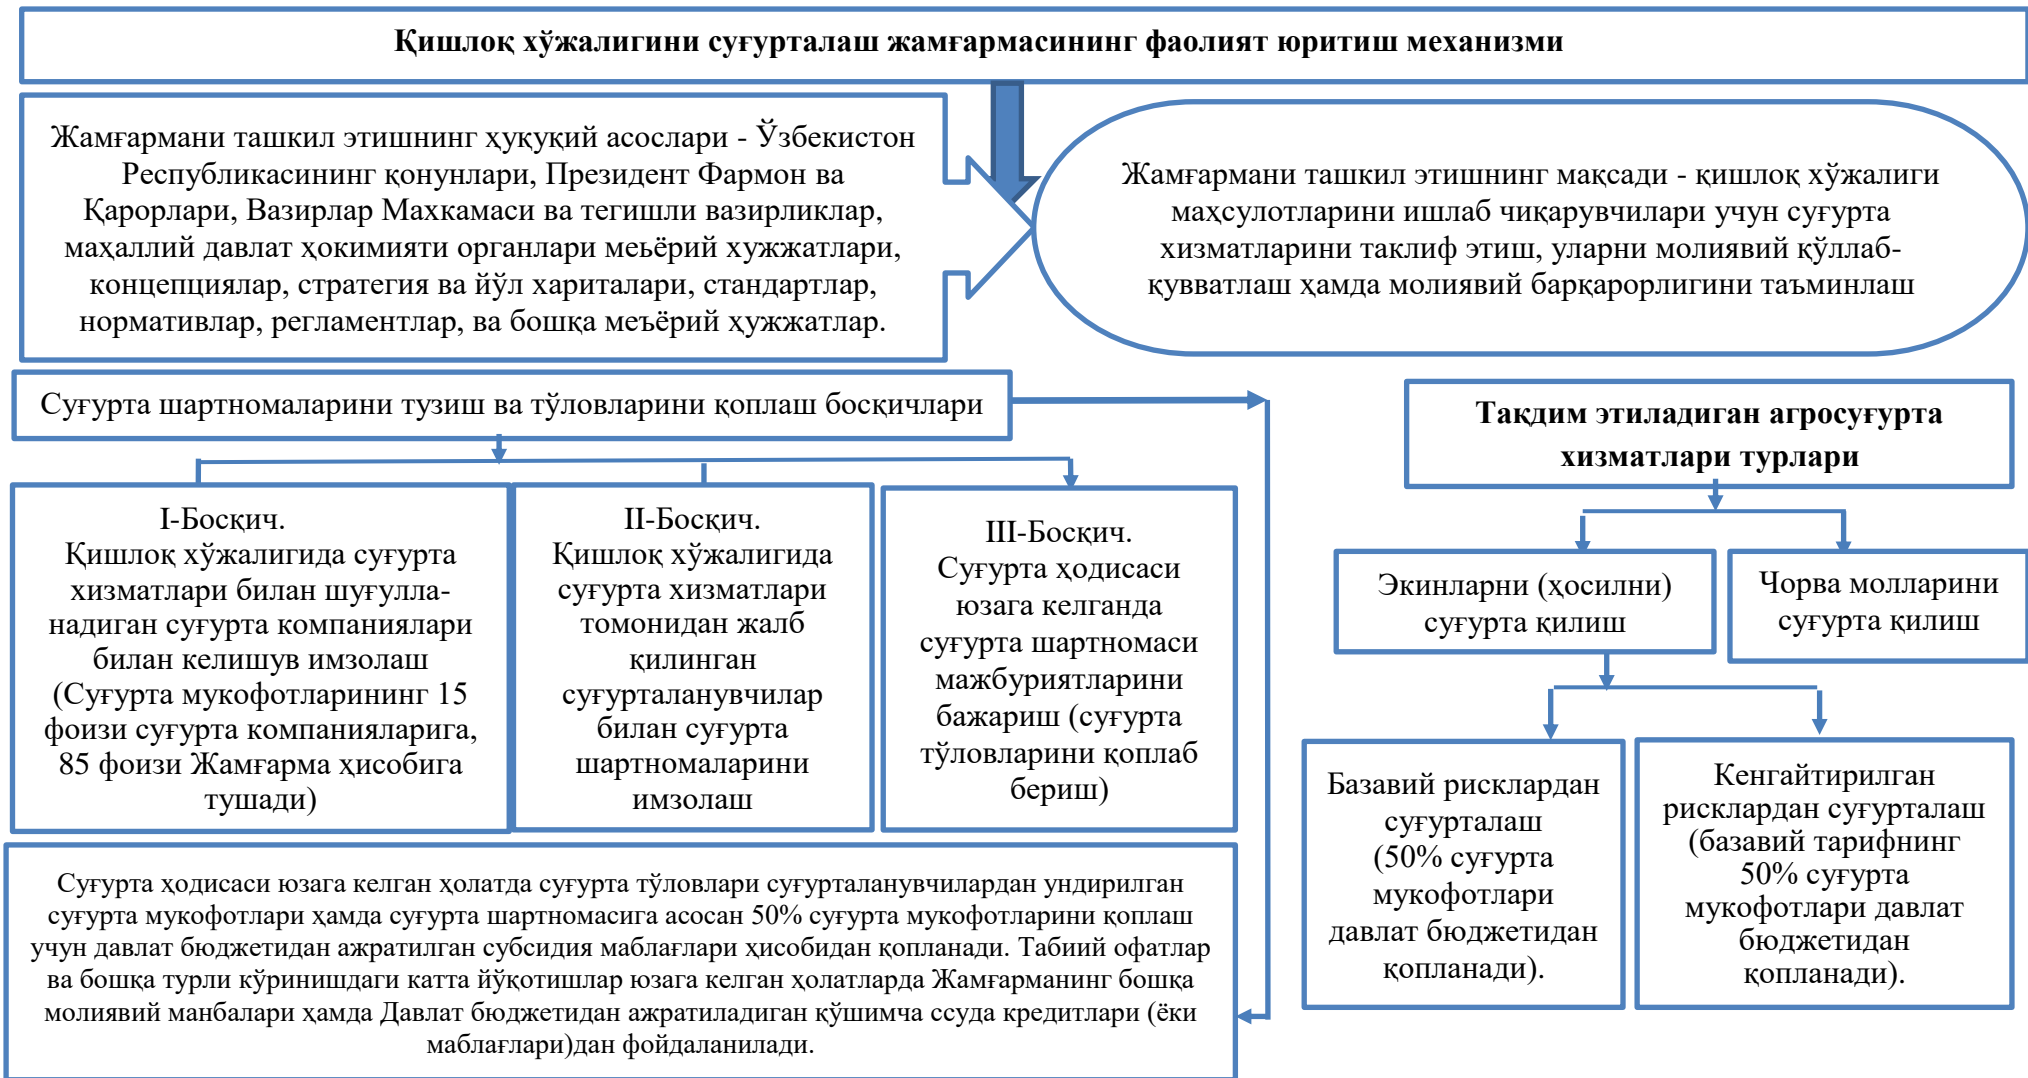 Қишлоқ хўжалигини суғурталаш жамғармасининг фаолият юритиш механизми
Жамғармани ташкил этишнинг ҳуқуқий асослари - Ўзбекистон
Республикасининг қонунлари, Президент Фармон ва
Қарорлари, Вазирлар Махкамаси ва тегишли вазирликлар,
маҳаллий давлат ҳокимияти органлари меьёрий хужжатлари,
концепциялар, стратегия ва йўл хариталари, стандартлар,
нормативлар, регламентлар, ва бошқа меъёрий ҳужжатлар.
Жамғармани ташкил этишнинг мақсади - қишлоқ хўжалиги
маҳсулотларини ишлаб чиқарувчилари учун суғурта
хизматларини таклиф этиш, уларни молиявий қўллаб-
қувватлаш ҳамда молиявий барқарорлигини таъминлаш
Суғурта шартномаларини тузиш ва тўловларини қоплаш босқичлари
I-Босқич.
Қишлоқ хўжалигида суғурта
хизматлари билан шуғулла-
надиган суғурта компаниялари
билан келишув имзолаш
(Суғурта мукофотларининг 15
фоизи суғурта компанияларига,
85 фоизи Жамғарма ҳисобига
тушади)
II-Босқич.
Қишлоқ хўжалигида
суғурта хизматлари
томонидан жалб
қилинган
суғурталанувчилар
билан суғурта
шартномаларини
имзолаш
III-Босқич.
Суғурта ҳодисаси
юзага келганда
суғурта шартномаси
мажбуриятларини
бажариш (суғурта
тўловларини қоплаб
бериш)
Суғурта ҳодисаси юзага келган ҳолатда суғурта тўловлари суғурталанувчилардан ундирилган
суғурта мукофотлари ҳамда суғурта шартномасига асосан 50% суғурта мукофотларини қоплаш
учун давлат бюджетидан ажратилган субсидия маблағлари ҳисобидан қопланади. Табиий офатлар
ва бошқа турли кўринишдаги катта йўқотишлар юзага келган ҳолатларда Жамғарманинг бошқа
молиявий манбалари ҳамда Давлат бюджетидан ажратиладиган қўшимча ссуда кредитлари (ёки
маблағлари)дан фойдаланилади.
Тақдим этиладиган агросуғурта
хизматлари турлари
Экинларни (ҳосилни)
суғурта қилиш
Чорва молларини
суғурта қилиш
Базавий рисклардан
суғурталаш
(50% суғурта
мукофотлари
давлат бюджетидан
қопланади).
Кенгайтирилган
рисклардан суғурталаш
(базавий тарифнинг
50% суғурта
мукофотлари давлат
бюджетидан
қопланади).